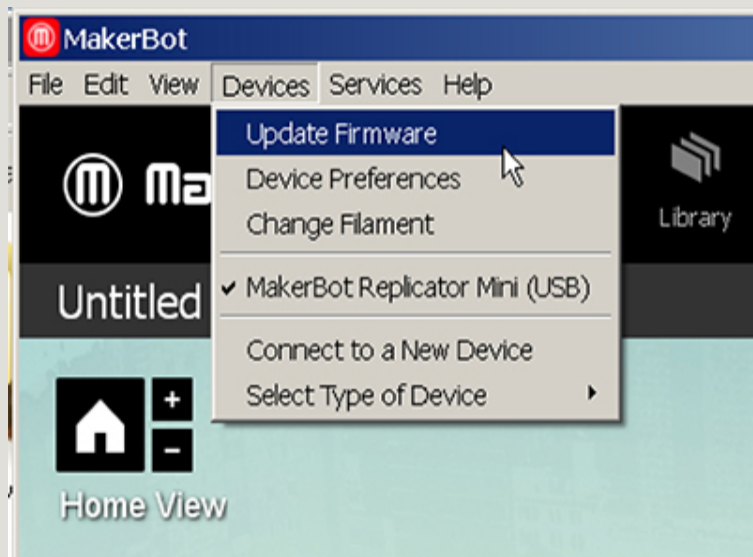 MakerBot
File Edit View Devices Services Help
Update Firmware
Device Preferences
Change Filament
MakerBot Replicator Mini (USB)
Connect to a New Device
Select Type of Device
Library
Untitled
+
-
Home View